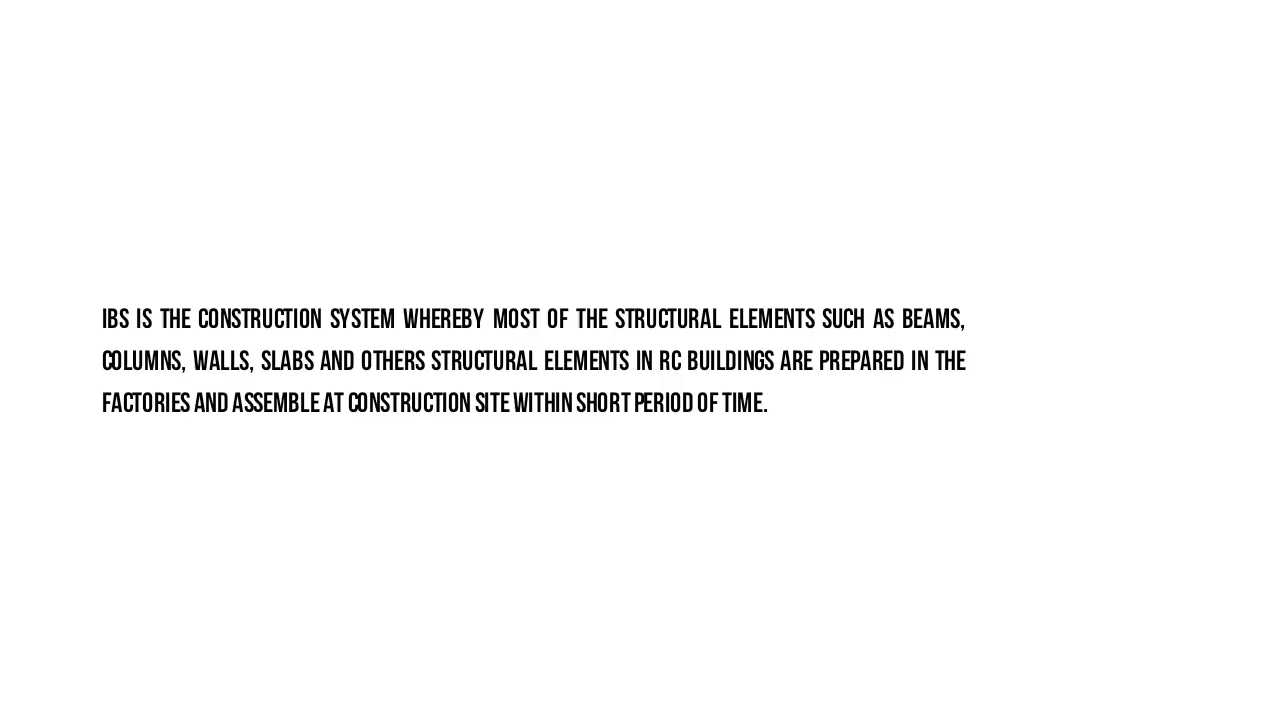 IBS IS THE CONSTRUCTION SYSTEM WHEREBY MOST OF THE STRUCTURAL ELEMENTS SUCH AS BEAMS,
COLUMNS, WALLS, SLABS AND OTHERS STRUCTURAL ELEMENTS IN RC BUILDINGS ARE PREPARED IN THE
FACTORIES AND ASSEMBLE AT CONSTRUCTION SITE WITHIN SHORT PERIOD OF TIME.